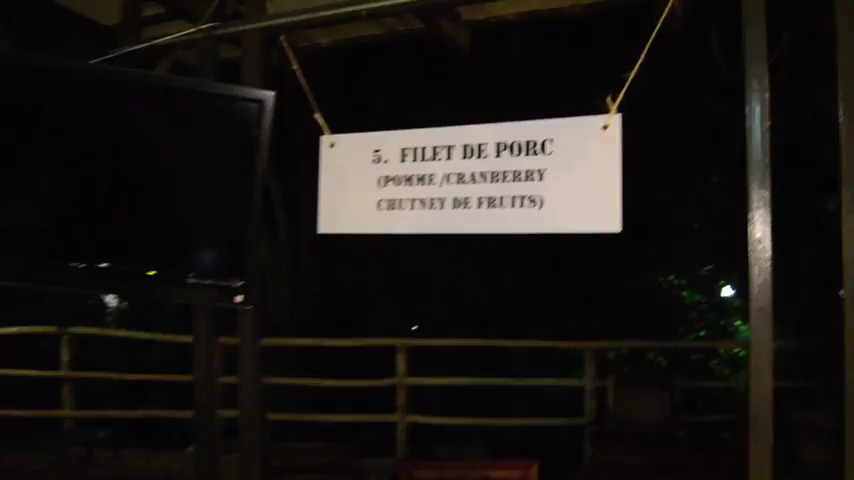 5. FILET DE PORC
(POMME/CRANBERRY
CHUTNEY DE FRUITS)